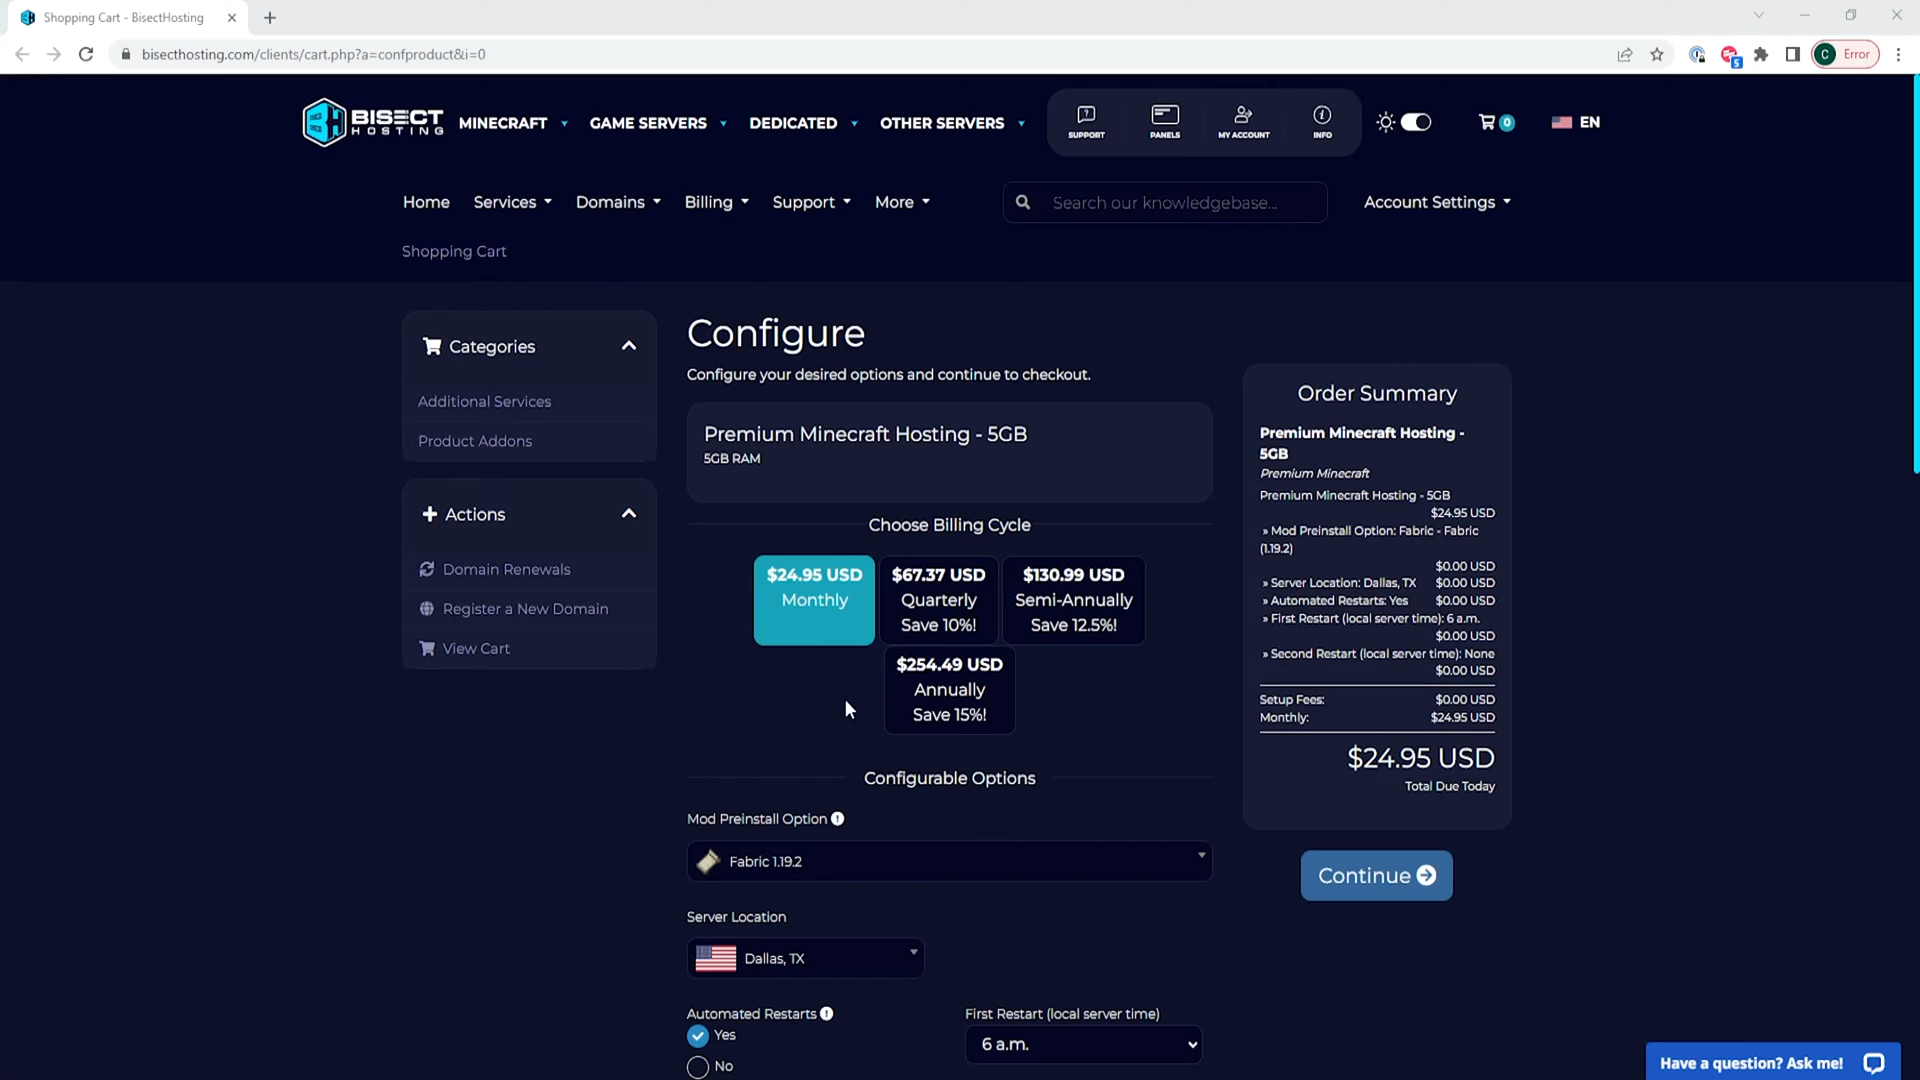 Shopping Cart - BisectHosting
bisecthosting.com/clients/cart.php?a=confproduct&i=0
5
C
Error
BISECT
HOSTING
MINECRAFT
GAME SERVERS
DEDICATED
OTHER SERVERS
SUPPORT
PANELS
MY ACCOUNT
INFO
0
EN
Home
Services
Domains
Billing
Support
More
Search our knowledgebase...
Account Settings
Shopping Cart
Categories
Additional Services
Product Addons
Actions
Domain Renewals
Register a New Domain
View Cart
Configure
Configure your desired options and continue to checkout.
Premium Minecraft Hosting - 5GB
5GB RAM
Choose Billing Cycle
$24.95 USD
Monthly
$67.37 USD
Quarterly
Save 10%!
$130.99 USD
Semi-Annually
Save 12.5%!
$254.49 USD
Annually
Save 15%!
Configurable Options
Mod Preinstall Option
Fabric 1.19.2
Server Location
Dallas, TX
Automated Restarts
Yes
No
First Restart (local server time)
6 a.m.
Order Summary
Premium Minecraft Hosting -
5GB
Premium Minecraft
Premium Minecraft Hosting - 5GB
$24.95 USD
» Mod Preinstall Option: Fabric - Fabric
(1.19.2)
$0.00 USD
» Server Location: Dallas, TX $0.00 USD
» Automated Restarts: Yes $0.00 USD
» First Restart (local server time): 6 a.m.
$0.00 USD
» Second Restart (local server time): None
$0.00 USD
Setup Fees: $0.00 USD
Monthly: $24.95 USD
$24.95 USD
Total Due Today
Continue
Have a question? Ask me!